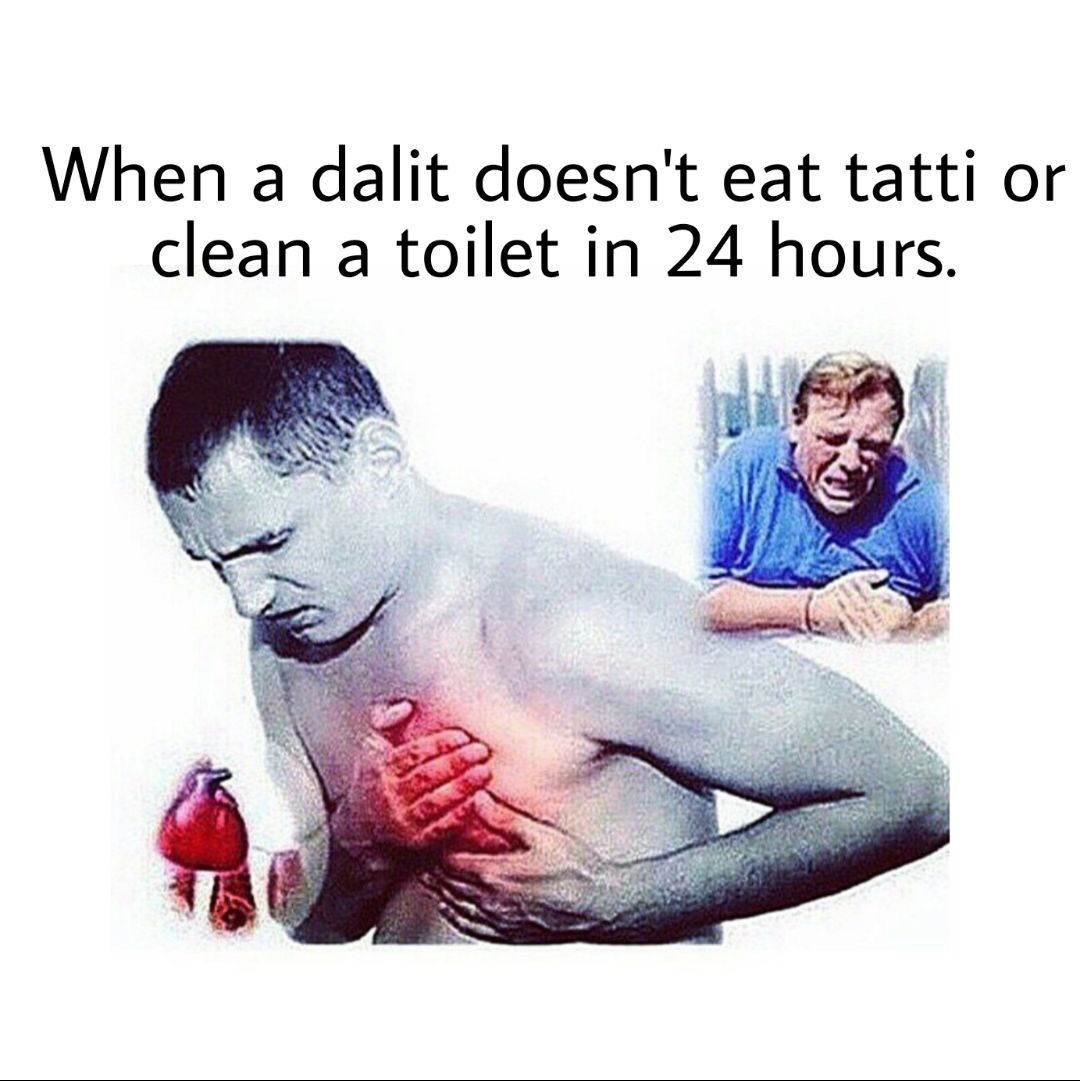 When a dalit doesn't eat tatti or
clean a toilet in 24 hours.